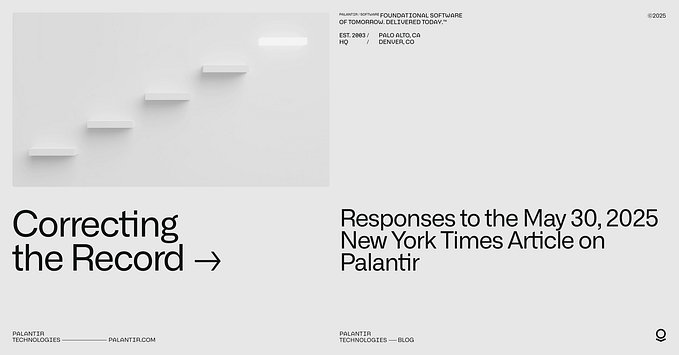 PALANTIR–SOFTWARE FOUNDATIONAL SOFTWARE
OF TOMORROW. DELIVERED TODAY.™
©2025
EST. 2003 / PALO ALTO, CA
HQ / DENVER, CO
Correcting
the Record →
Responses to the May 30, 2025
New York Times Article on
Palantir
PALANTIR
TECHNOLOGIES — PALANTIR.COM
PALANTIR
TECHNOLOGIES — BLOG